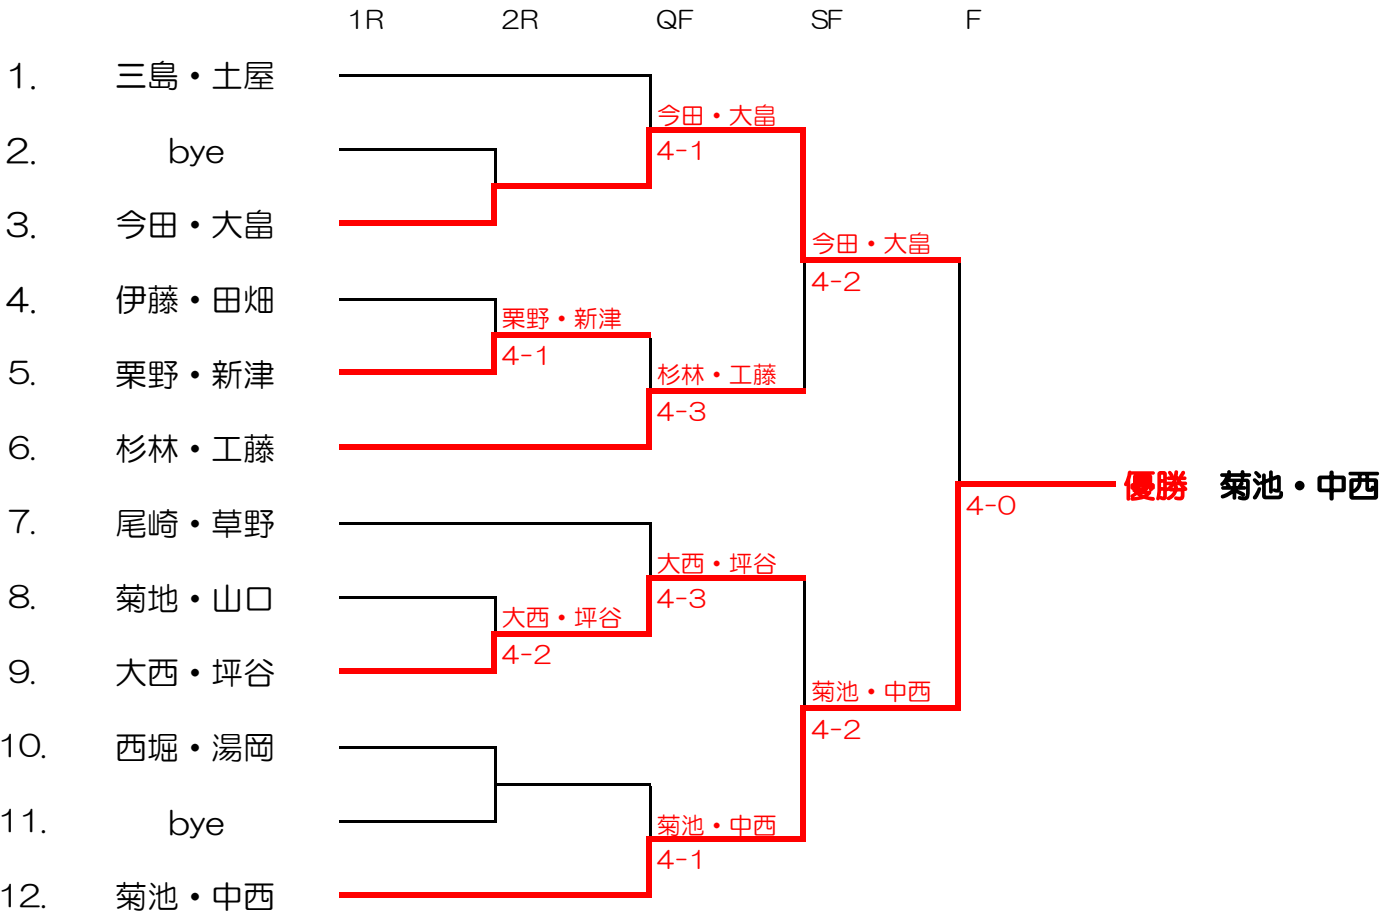 1R 2R QF SF F
1. 三島・土屋
今田・大畠
2. bye
4-1
3. 今田・大畠
今田・大畠
4-2
4. 伊藤・田畑
栗野・新津
4-1
5. 栗野・新津
杉林・工藤
4-3
6. 杉林・工藤
優勝 菊池・中西
4-0
7. 尾崎・草野
大西・坪谷
8. 菊地・山口
4-3
大西・坪谷
4-2
9. 大西・坪谷
菊池・中西
4-2
10. 西堀・湯岡
11. bye
菊池・中西
4-1
12. 菊池・中西